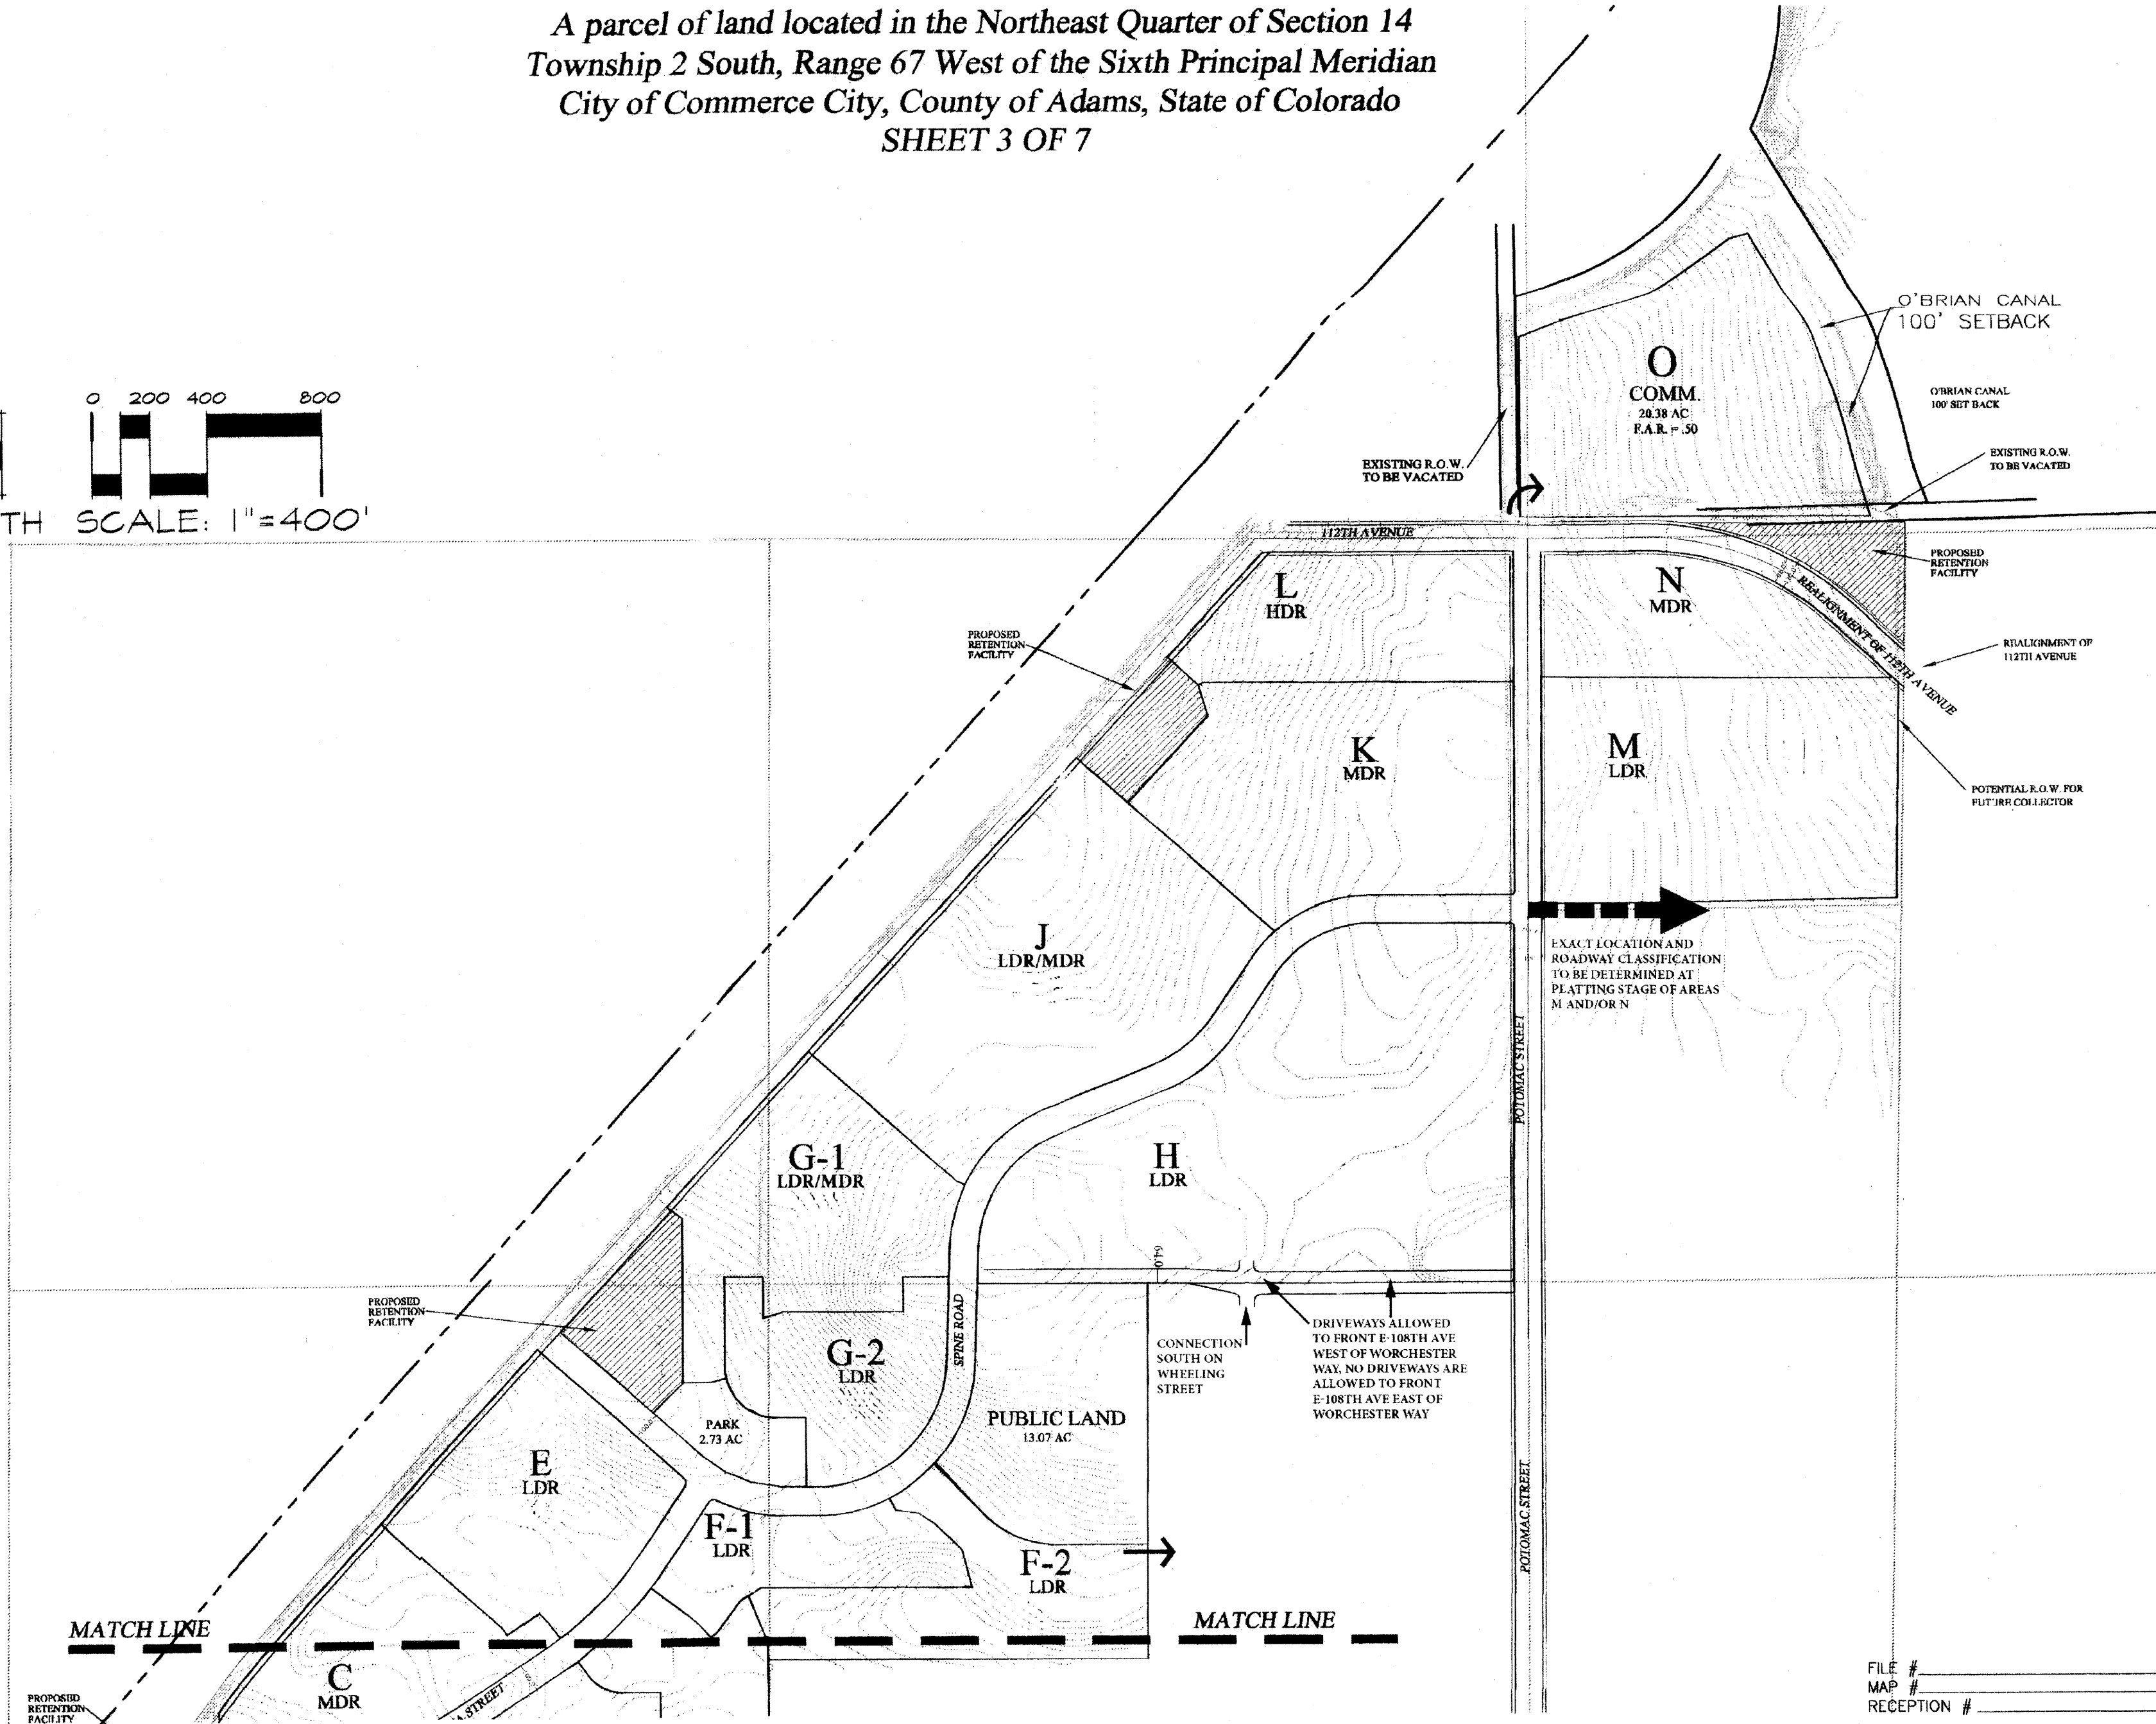 A parcel of land located in the Northeast Quarter of Section 14
Township 2 South, Range 67 West of the Sixth Principal Meridian
City of Commerce City, County of Adams, State of Colorado
SHEET 3 OF 7
0 200 400 800
TH SCALE: 1"=400'
O'BRIAN CANAL
100' SETBACK
O
COMM.
20.38 AC
F.A.R. = .50
O'BRIAN CANAL
100' SET BACK
EXISTING R.O.W.
TO BE VACATED
EXISTING R.O.W.
TO BE VACATED
112TH AVENUE
PROPOSED
RETENTION
FACILITY
L
HDR
N
MDR
REALIGNMENT OF 112TH AVENUE
REALIGNMENT OF
112TH AVENUE
PROPOSED
RETENTION
FACILITY
K
MDR
M
LDR
POTENTIAL R.O.W. FOR
FUTURE COLLECTOR
J
LDR/MDR
EXACT LOCATION AND
ROADWAY CLASSIFICATION
TO BE DETERMINED AT
PLATTING STAGE OF AREAS
M AND/OR N
POTOMAC STREET
G-1
LDR/MDR
H
LDR
64.0'
PROPOSED
RETENTION
FACILITY
SPINE ROAD
G-2
LDR
CONNECTION
SOUTH ON
WHEELING
STREET
DRIVEWAYS ALLOWED
TO FRONT E-108TH AVE
WEST OF WORCHESTER
WAY, NO DRIVEWAYS ARE
ALLOWED TO FRONT
E-108TH AVE EAST OF
WORCHESTER WAY
PARK
2.73 AC
PUBLIC LAND
13.07 AC
E
LDR
F-1
LDR
F-2
LDR
POTOMAC STREET
MATCH LINE
MATCH LINE
C
MDR
A STREET
PROPOSED
RETENTION
FACILITY
FILE #
MAP #
RECEPTION #